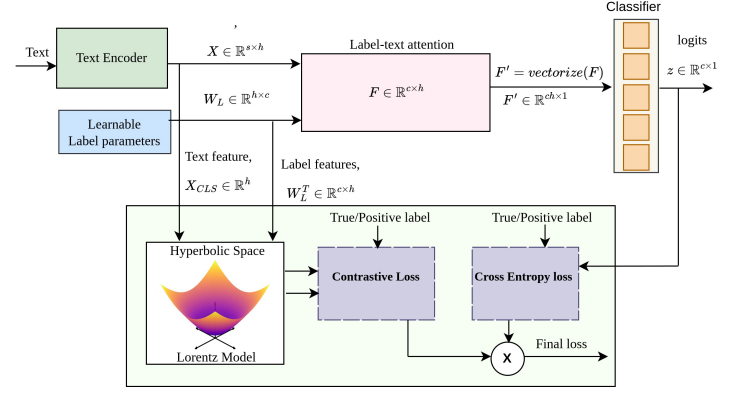 Classifier
,
Text
Text Encoder
X ∈ ℝ^{s×h}
Label-text attention
logits
z ∈ ℝ^{c×1}
F′ = vectorize(F)
F ∈ ℝ^{c×h}
W_L ∈ ℝ^{h×c}
F′ ∈ ℝ^{ch×1}
Learnable
Label parameters
Text feature,
X_{CLS} ∈ ℝ^h
Label features,
W_L^T ∈ ℝ^{c×h}
True/Positive label
True/Positive label
Hyperbolic Space
Contrastive Loss
Cross Entropy loss
Lorentz Model
X
Final loss